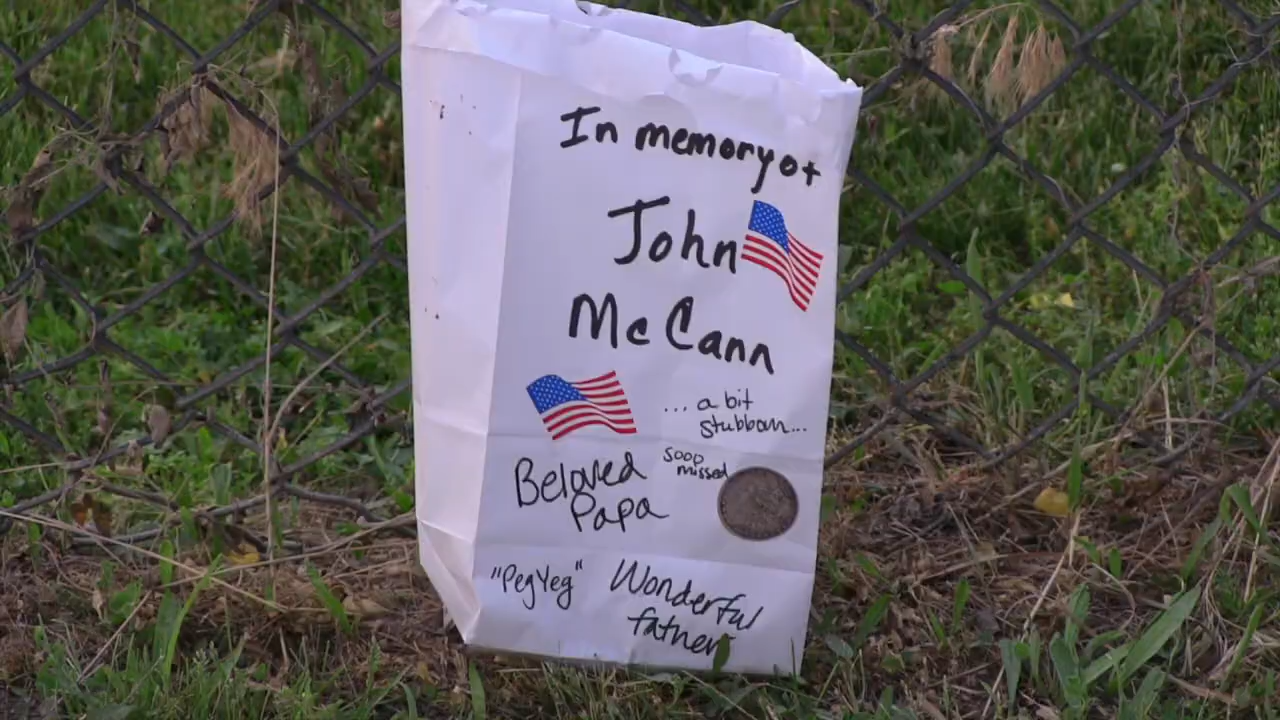 In memory of
John
McCann
... a bit
stubborn...
Beloved
Papa
sooo
missed
"PegYeg"
Wonderful
father